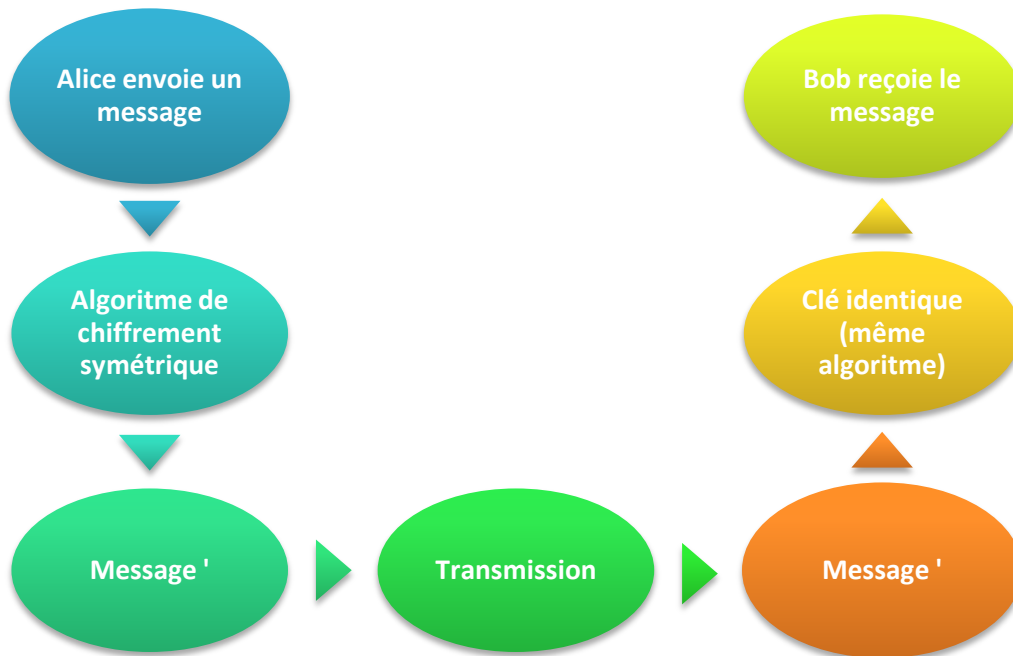 Alice envoie un
message
Algoritme de
chiffrement
symétrique
Message '
Transmission
Message '
Clé identique
(même
algoritme)
Bob reçoie le
message